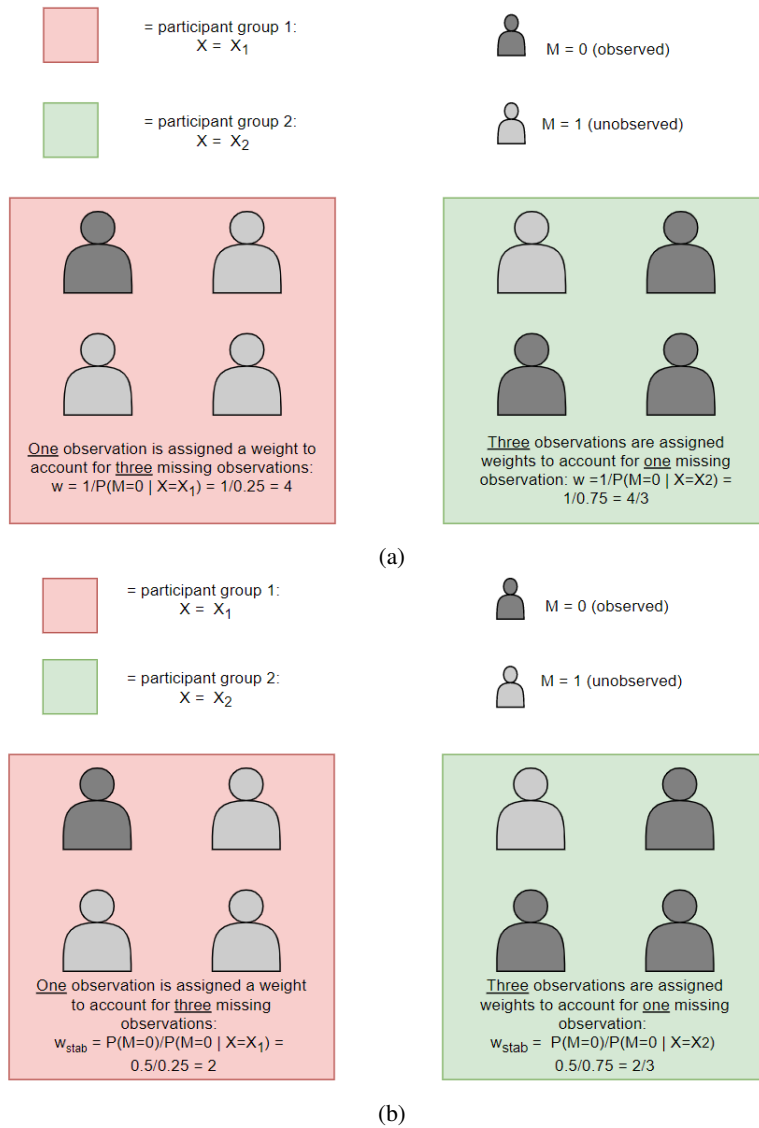 = participant group 1:
X = X₁
M = 0 (observed)
= participant group 2:
X = X₂
M = 1 (unobserved)
One observation is assigned a weight to
account for three missing observations:
w = 1/P(M=0 | X=X₁) = 1/0.25 = 4
Three observations are assigned
weights to account for one missing
observation: w =1/P(M=0 | X=X2) =
1/0.75 = 4/3
(a)
= participant group 1:
X = X₁
M = 0 (observed)
= participant group 2:
X = X₂
M = 1 (unobserved)
One observation is assigned a weight
to account for three missing
observations:
wstab = P(M=0)/P(M=0 | X=X₁) =
0.5/0.25 = 2
Three observations are assigned
weights to account for one missing
observation:
wstab = P(M=0)/P(M=0 | X=X2)
0.5/0.75 = 2/3
(b)